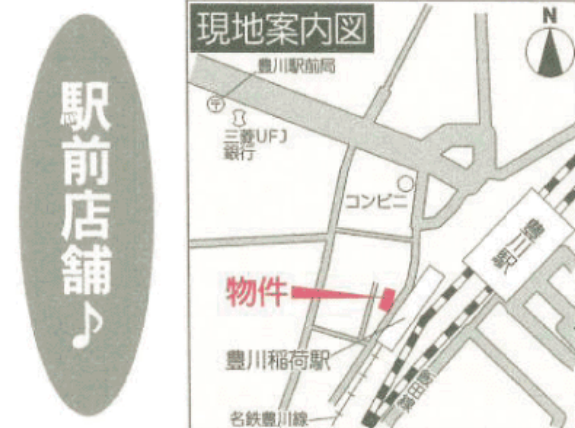 駅前店舗♪
現地案内図
N
豊川駅前局
〒
三菱UFJ
銀行
コンビニ
豊川駅
物件
豊川稲荷駅
飯田線
名鉄豊川線